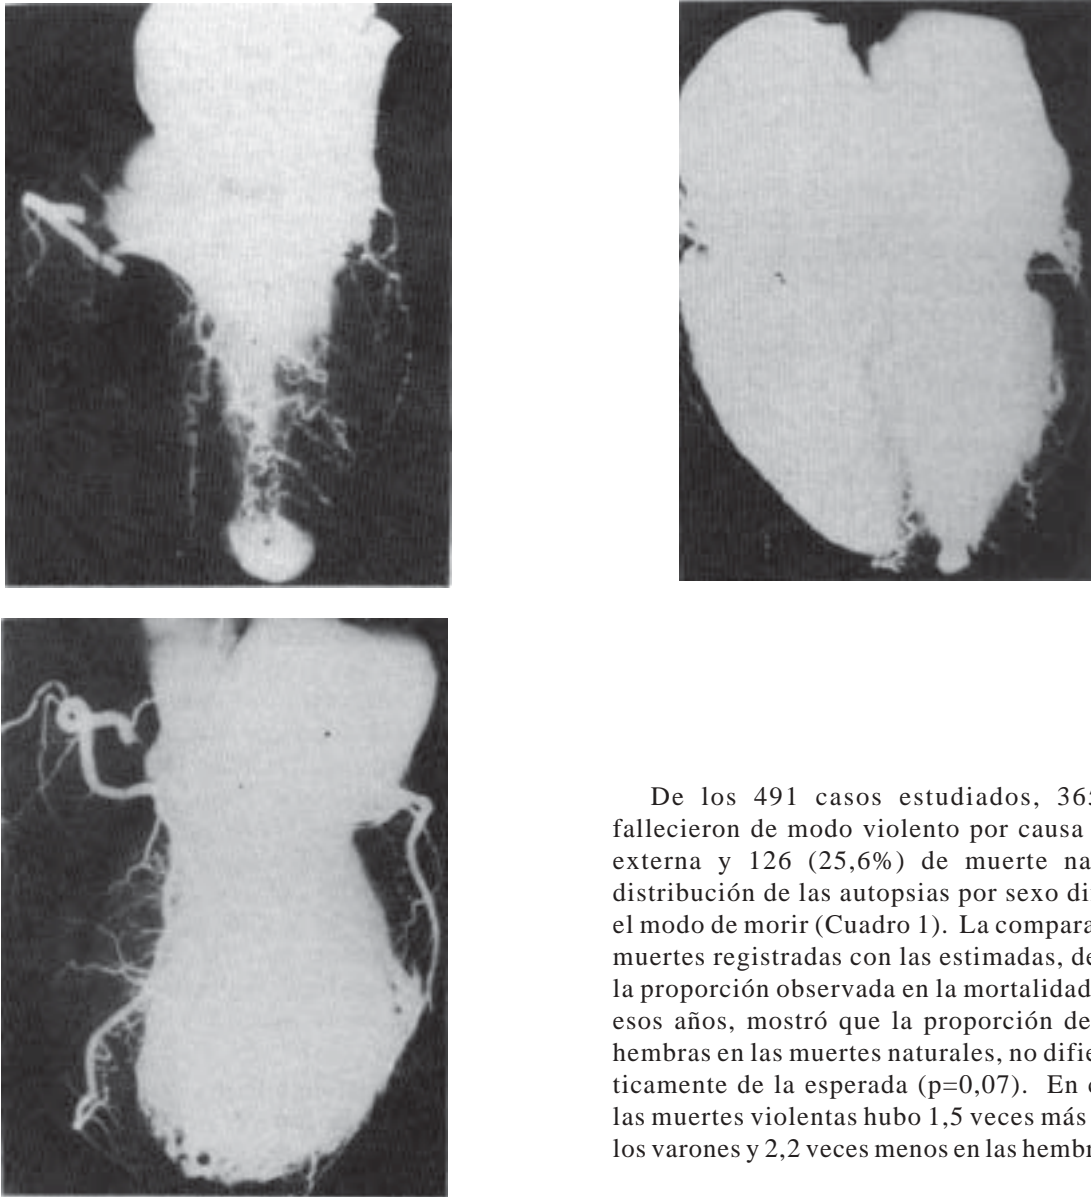 De los 491 casos estudiados, 365
fallecieron de modo violento por causa
externa y 126 (25,6%) de muerte
distribución de las autopsias por sexo
el modo de morir (Cuadro 1). La
muertes registradas con las estimadas,
la proporción observada en la mortalidad
esos años, mostró que la proporción de
hembras en las muertes naturales, no
ticamente de la esperada (p=0,07). En
las muertes violentas hubo 1,5 veces más
los varones y 2,2 veces menos en las